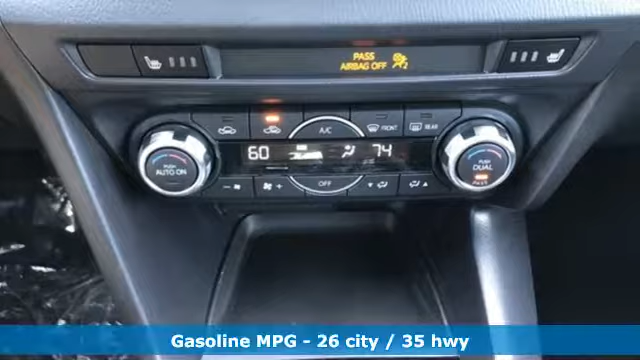 PASS
AIRBAG OFF
A/C
FRONT
REAR
60
74
PUSH
AUTO ON
PUSH
DUAL
PASS
- +
OFF
Gasoline MPG - 26 city / 35 hwy